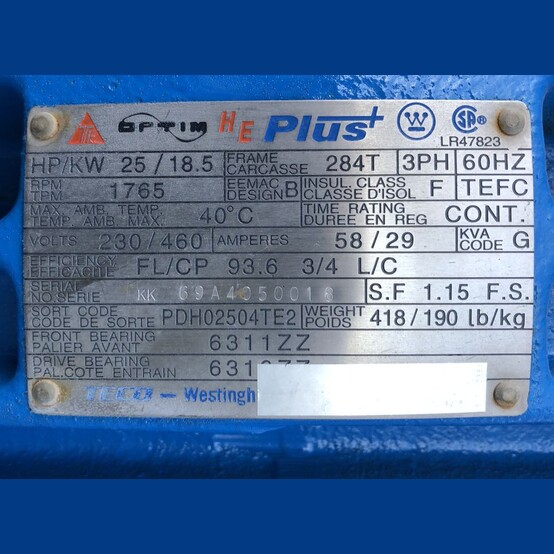 OPTIM HE Plus+
LR47823
HP/KW 25/18.5 FRAME CARCASSE 284T 3PH 60HZ
RPM TPM 1765 EEMAC DESIGN B INSUL. CLASS CLASSE D'ISOL F TEFC
MAX. AMB. TEMP. TEMP. AMB. MAX. 40°C TIME RATING DURÉE EN REG CONT.
VOLTS 230/460 AMPERES 58/29 KVA CODE G
EFFICIENCY EFFICACITÉ FL/CP 93.6 3/4 L/C
SERIAL NO.SERIE KK S.F 1.15 F.S.
SORT CODE CODE DE SORTE PDH02504TE2 WEIGHT POIDS 418/190 lb/kg
FRONT BEARING PALIER AVANT 6311ZZ
DRIVE BEARING PAL.COTE ENTRAIN
TECO – Westingh